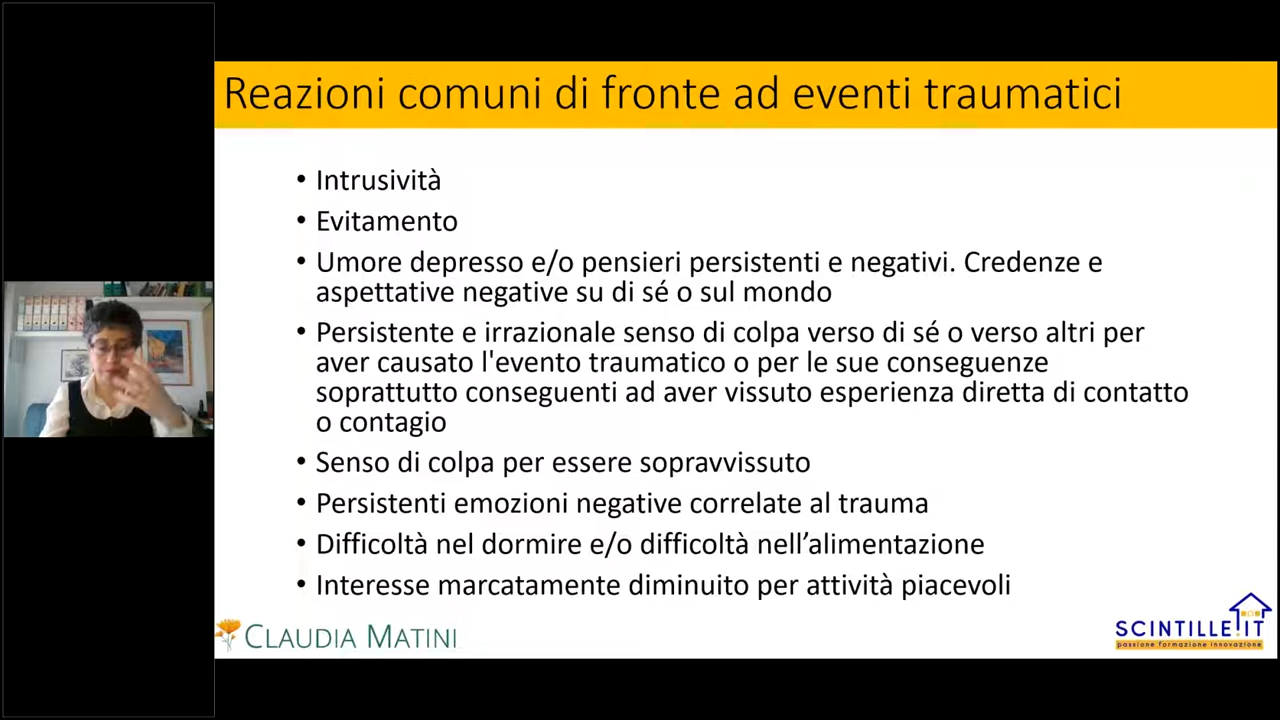 Reazioni comuni di fronte ad eventi traumatici
• Intrusività
• Evitamento
• Umore depresso e/o pensieri persistenti e negativi. Credenze e
aspettative negative su di sé o sul mondo
• Persistente e irrazionale senso di colpa verso di sé o verso altri per
aver causato l'evento traumatico o per le sue conseguenze
soprattutto conseguenti ad aver vissuto esperienza diretta di contatto
o contagio
• Senso di colpa per essere sopravvissuto
• Persistenti emozioni negative correlate al trauma
• Difficoltà nel dormire e/o difficoltà nell’alimentazione
• Interesse marcatamente diminuito per attività piacevoli
CLAUDIA MATINI
SCINTILLE.IT
passione formazione innovazione